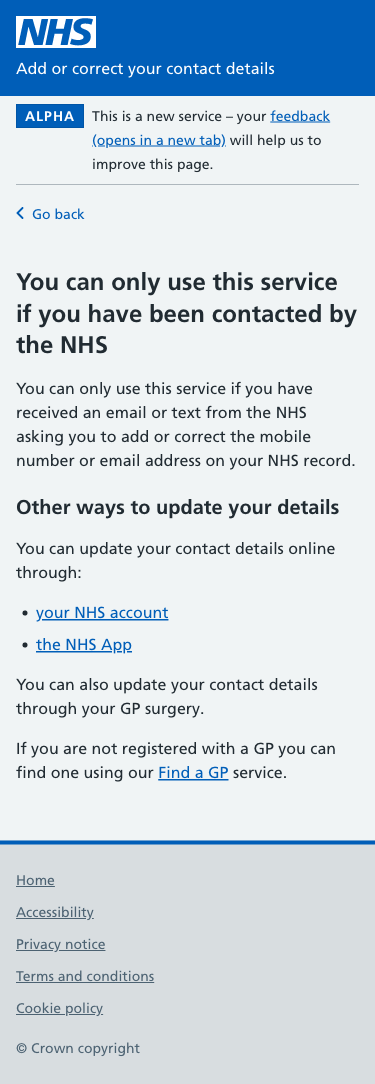 NHS
Add or correct your contact details
ALPHA
This is a new service – your feedback
(opens in a new tab) will help us to
improve this page.
Go back
You can only use this service
if you have been contacted by
the NHS
You can only use this service if you have
received an email or text from the NHS
asking you to add or correct the mobile
number or email address on your NHS record.
Other ways to update your details
You can update your contact details online
through:
• your NHS account
• the NHS App
You can also update your contact details
through your GP surgery.
If you are not registered with a GP you can
find one using our Find a GP service.
Home
Accessibility
Privacy notice
Terms and conditions
Cookie policy
© Crown copyright